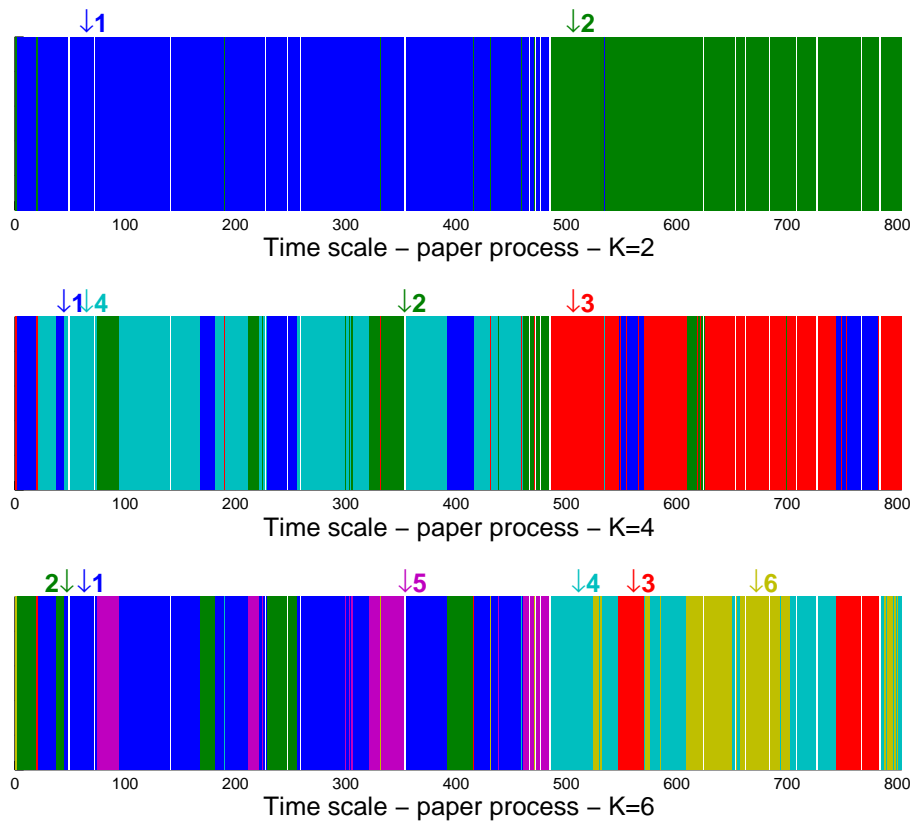 ↓1 ↓2
0 100 200 300 400 500 600 700 800
Time scale – paper process – K=2
↓1 ↓4 ↓2 ↓3
0 100 200 300 400 500 600 700 800
Time scale – paper process – K=4
2↓ ↓1 ↓5 ↓4 ↓3 ↓6
0 100 200 300 400 500 600 700 800
Time scale – paper process – K=6